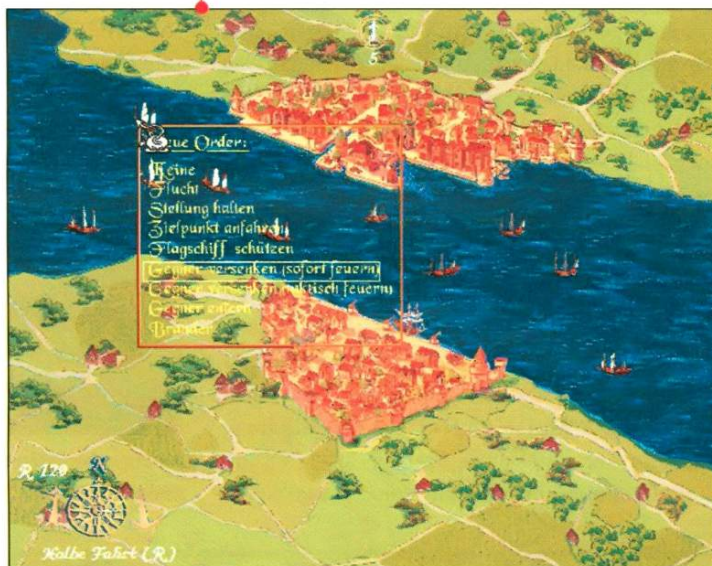 5
Neue Order:
Keine
Flucht
Stellung halten
Zielpunkt anfahren
Flagschiff schützen
Gegner versenken (sofort feuern)
Gegner versenken (taktisch feuern)
Gegner entern
R 120
N
Halbe Fahrt (R)